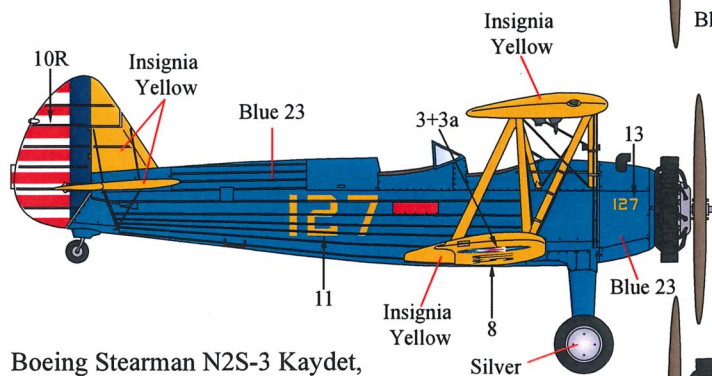 Insignia
Yellow
Bl
10R
Insignia
Yellow
Blue 23
3+3a
13
127
127
11
Insignia
Yellow
8
Blue 23
Silver
Boeing Stearman N2S-3 Kaydet,